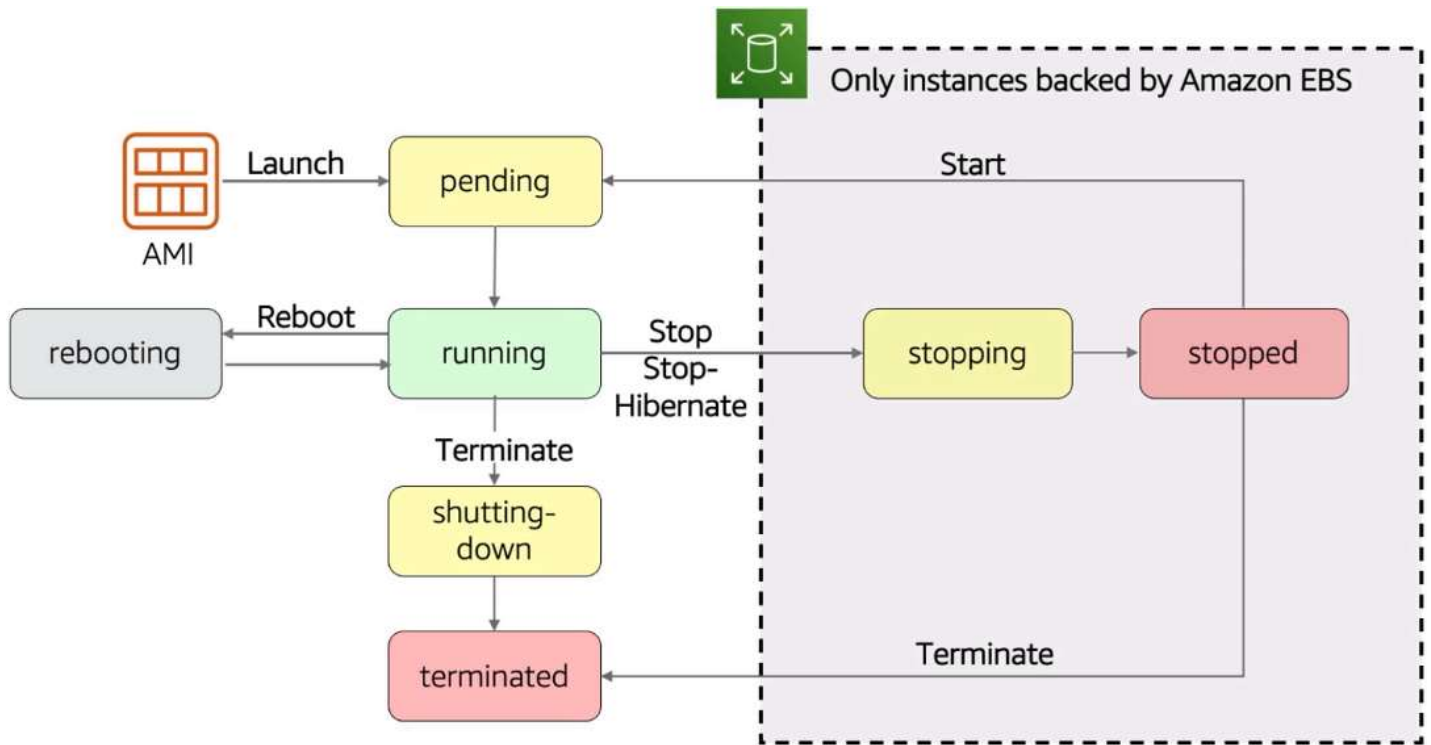 Only instances backed by Amazon EBS
Launch
pending
Start
AMI
Reboot
rebooting
running
Stop
Stop-
Hibernate
stopping
stopped
Terminate
shutting-
down
terminated
Terminate